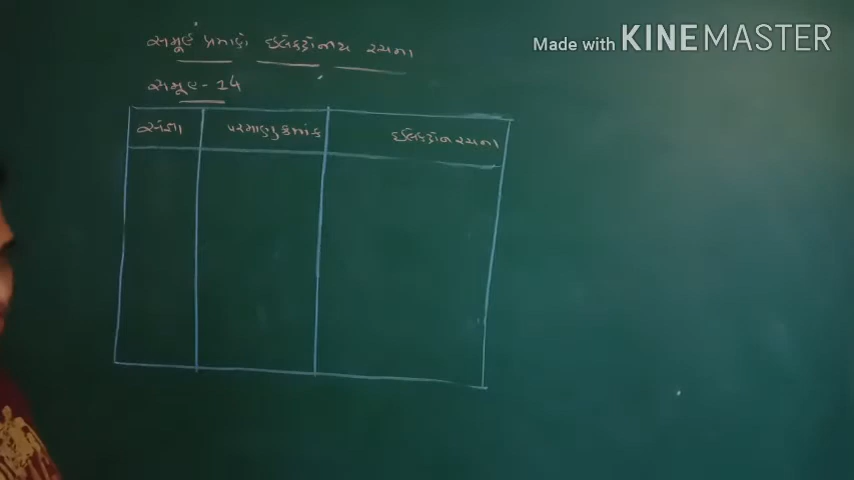 Made with KINEMASTER
સમૂહ પ્રમાણે ઇલેક્ટ્રોનીય રચના
સમૂહ - 14
સંજ્ઞા પરમાણુ ક્રમાંક ઇલેક્ટ્રોન રચના